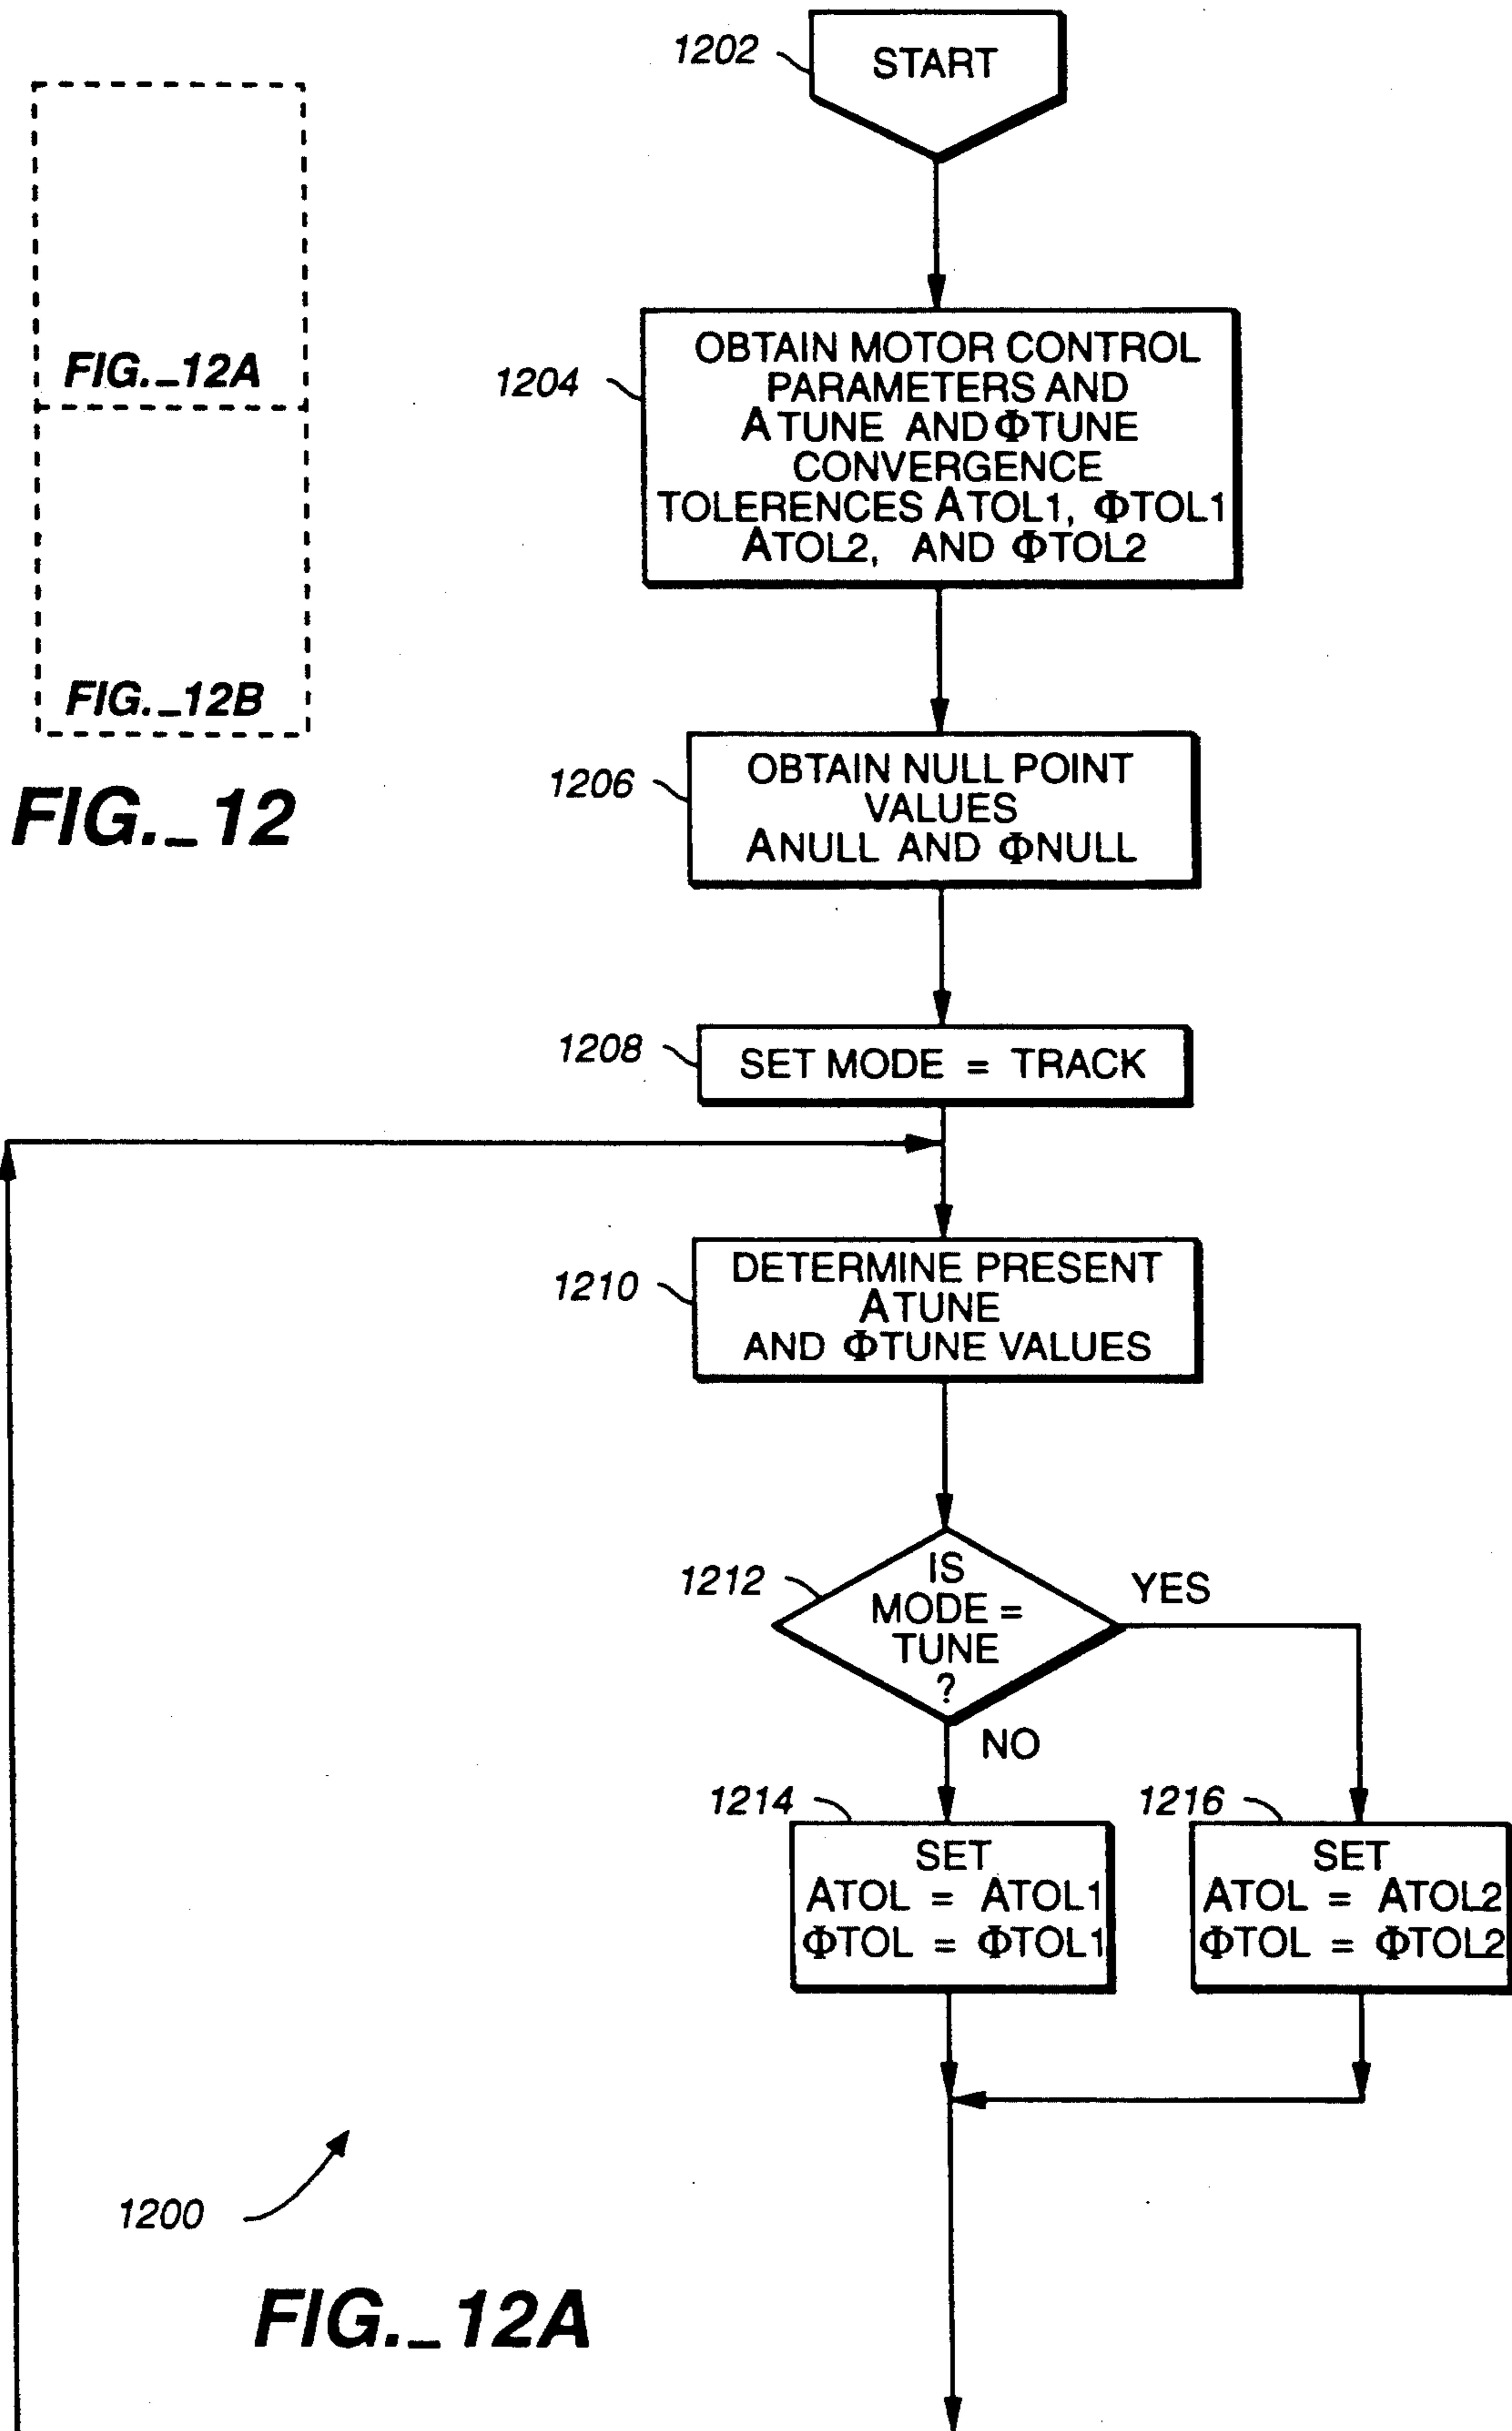 1202
START
FIG._12A
FIG._12B
FIG._12
1204
OBTAIN MOTOR CONTROL
PARAMETERS AND
ATUNE AND ΦTUNE
CONVERGENCE
TOLERENCES ATOL1, ΦTOL1
ATOL2, AND ΦTOL2
1206
OBTAIN NULL POINT
VALUES
ANULL AND ΦNULL
1208
SET MODE = TRACK
1210
DETERMINE PRESENT
ATUNE
AND ΦTUNE VALUES
1212
IS
MODE =
TUNE
?
YES
NO
1214
SET
ATOL = ATOL1
ΦTOL = ΦTOL1
1216
SET
ATOL = ATOL2
ΦTOL = ΦTOL2
1200
FIG._12A